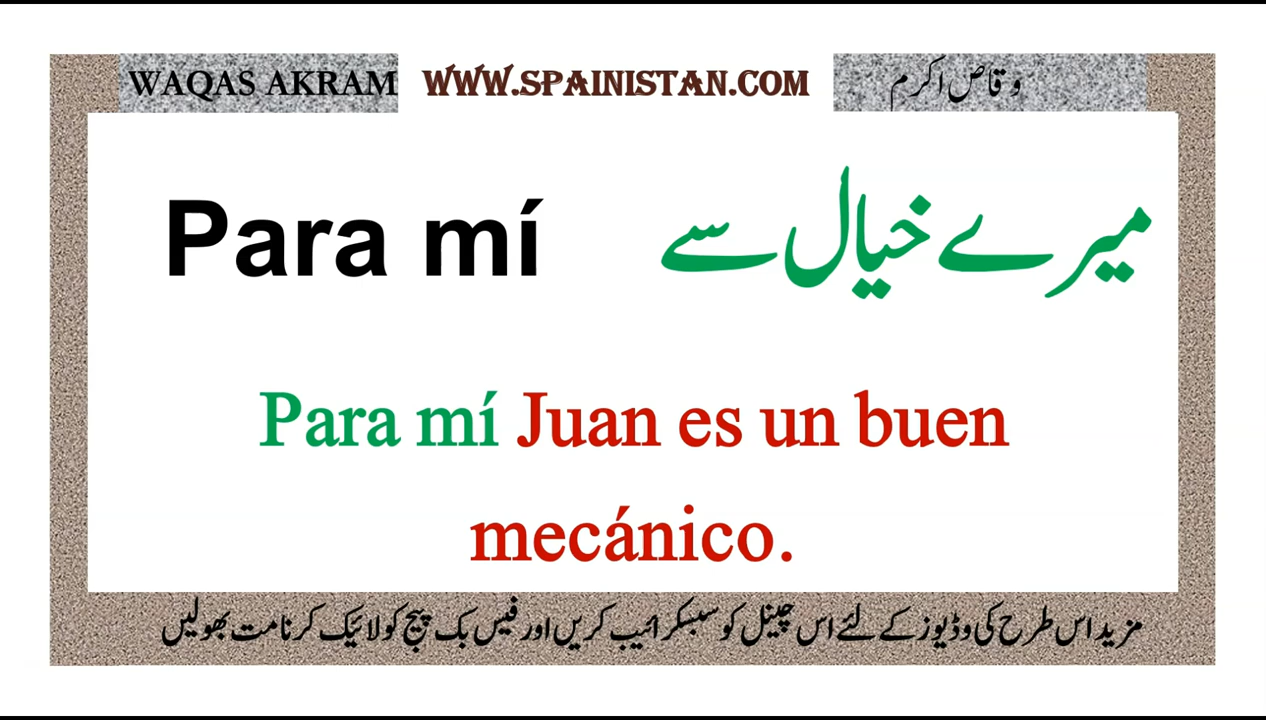 WAQAS AKRAM WWW.SPAINISTAN.COM وقاص اکرم
Para mí میرے خیال سے
Para mí Juan es un buen
mecánico.
مزید اس طرح کی وڈیوز کے لئے اس چینل کو سبسکرائیب کریں اور فیس بک پیج کو لائیک کرنا مت بھولیں